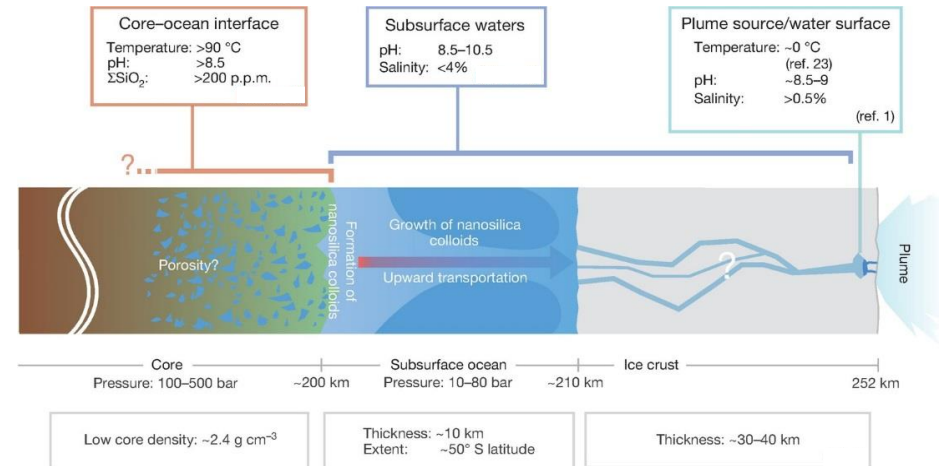 Core–ocean interface
Temperature: >90 °C
pH: >8.5
ΣSiO₂: >200 p.p.m.
Subsurface waters
pH: 8.5–10.5
Salinity: <4%
Plume source/water surface
Temperature: ~0 °C
(ref. 23)
pH: ~8.5–9
Salinity: >0.5%
(ref. 1)
?
Porosity?
Formation of
nanosilica colloids
Growth of nanosilica
colloids
Upward transportation
?
Plume
Core
Pressure: 100–500 bar
~200 km
Subsurface ocean
Pressure: 10–80 bar
~210 km
Ice crust
252 km
Low core density: ~2.4 g cm⁻³
Thickness: ~10 km
Extent: ~50° S latitude
Thickness: ~30–40 km